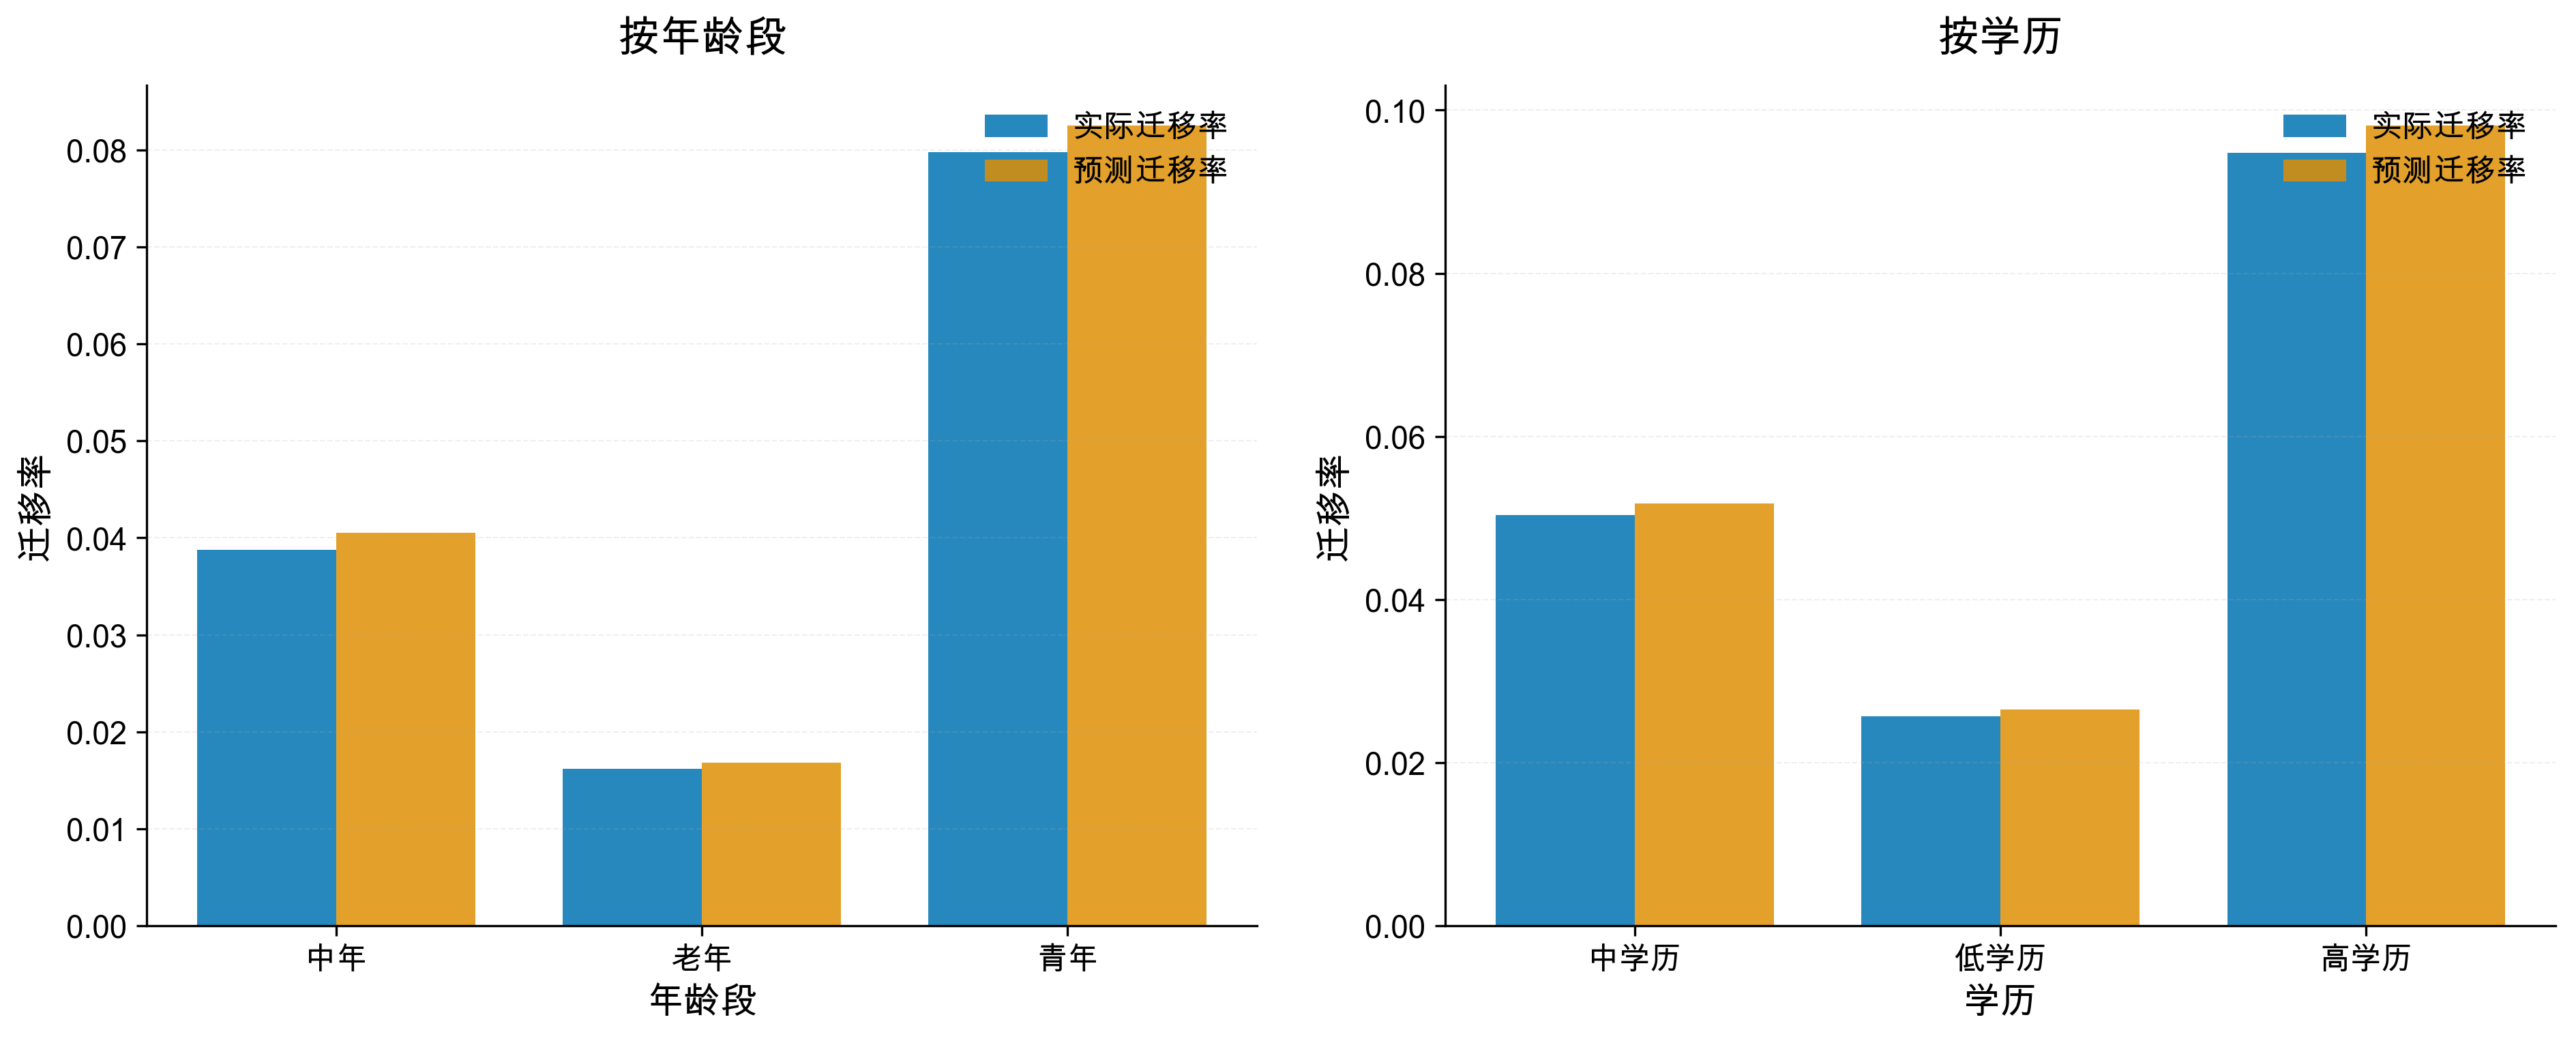 按年龄段
实际迁移率
预测迁移率
0.08
0.07
0.06
0.05
0.04
0.03
0.02
0.01
0.00
迁移率
中年
老年
青年
年龄段
按学历
实际迁移率
预测迁移率
0.10
0.08
0.06
0.04
0.02
0.00
迁移率
中学历
低学历
高学历
学历